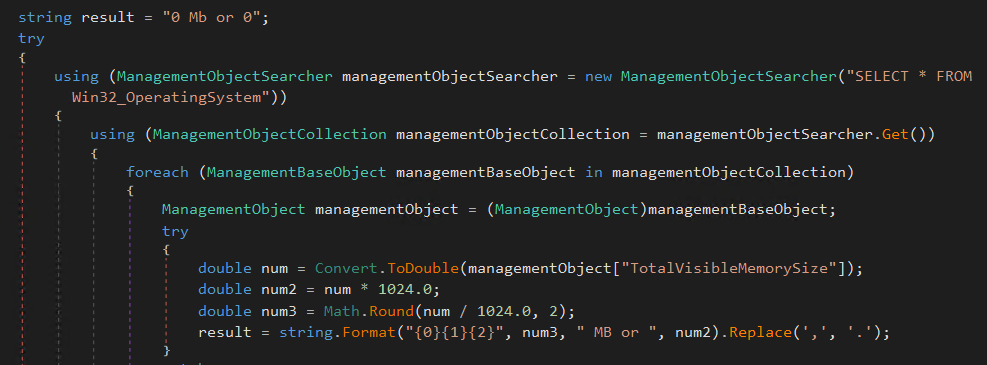 string result = "0 Mb or 0";
try
{
using (ManagementObjectSearcher managementObjectSearcher = new ManagementObjectSearcher("SELECT * FROM
Win32_OperatingSystem"))
{
using (ManagementObjectCollection managementObjectCollection = managementObjectSearcher.Get())
{
foreach (ManagementBaseObject managementBaseObject in managementObjectCollection)
{
ManagementObject managementObject = (ManagementObject)managementBaseObject;
try
{
double num = Convert.ToDouble(managementObject["TotalVisibleMemorySize"]);
double num2 = num * 1024.0;
double num3 = Math.Round(num / 1024.0, 2);
result = string.Format("{0}{1}{2}", num3, " MB or ", num2).Replace(',', '.');
}